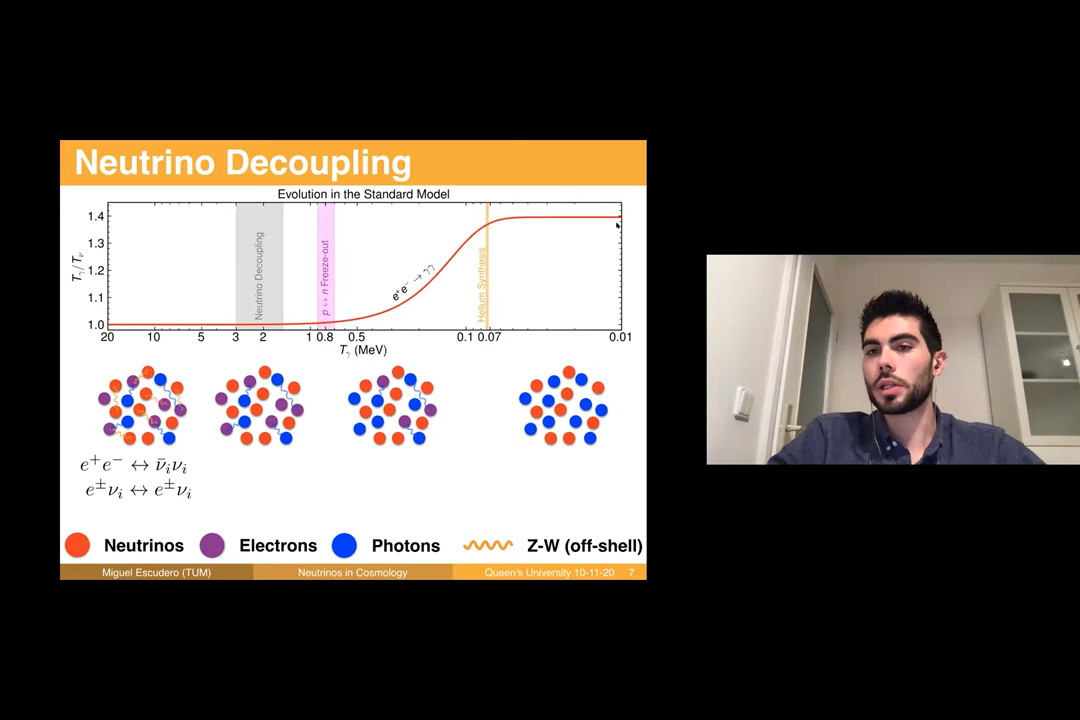 Neutrino Decoupling
Evolution in the Standard Model
1.4
1.3
1.2
1.1
1.0
Tγ/Tν
Neutrino Decoupling
p ↔ n Freeze-out
e⁺e⁻ → γγ
Helium Synthesis
20 10 5 3 2 1 0.8 0.5 0.1 0.07 0.01
Tγ (MeV)
e⁺e⁻ ↔ ν̄ᵢνᵢ
e±νᵢ ↔ e±νᵢ
Neutrinos Electrons Photons Z-W (off-shell)
Miguel Escudero (TUM) Neutrinos in Cosmology Queen's University 10-11-20 7